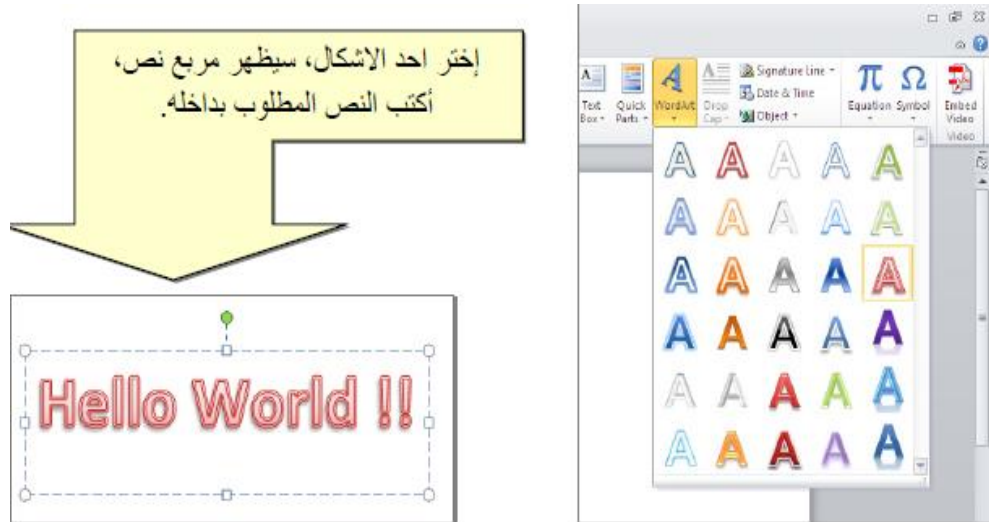 إختر احد الاشكال، سيظهر مربع نص،
أكتب النص المطلوب بداخله.
Hello World !!
Text Box
Quick Parts
WordArt
Drop Cap
Signature Line
Date & Time
Object
Equation
Symbol
Embed Video
Video
A A A A A
A A A A A
A A A A A
A A A A A
A A A A A
A A A A A